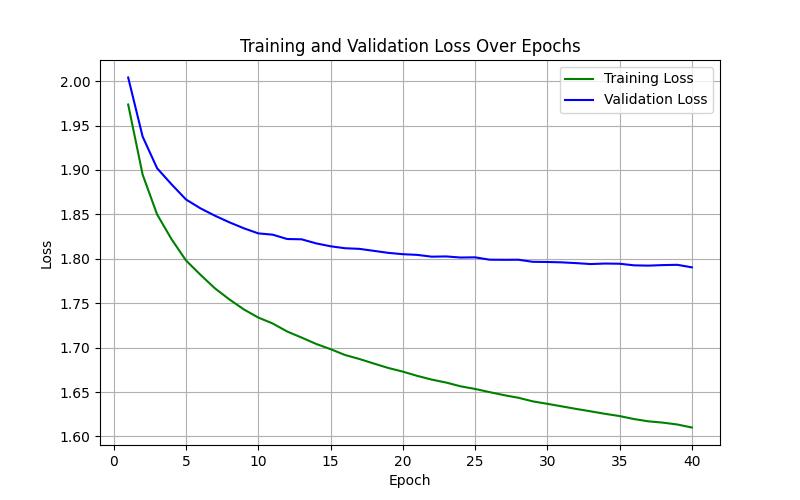 Training and Validation Loss Over Epochs
Training Loss
Validation Loss
Loss
2.00
1.95
1.90
1.85
1.80
1.75
1.70
1.65
1.60
0 5 10 15 20 25 30 35 40
Epoch